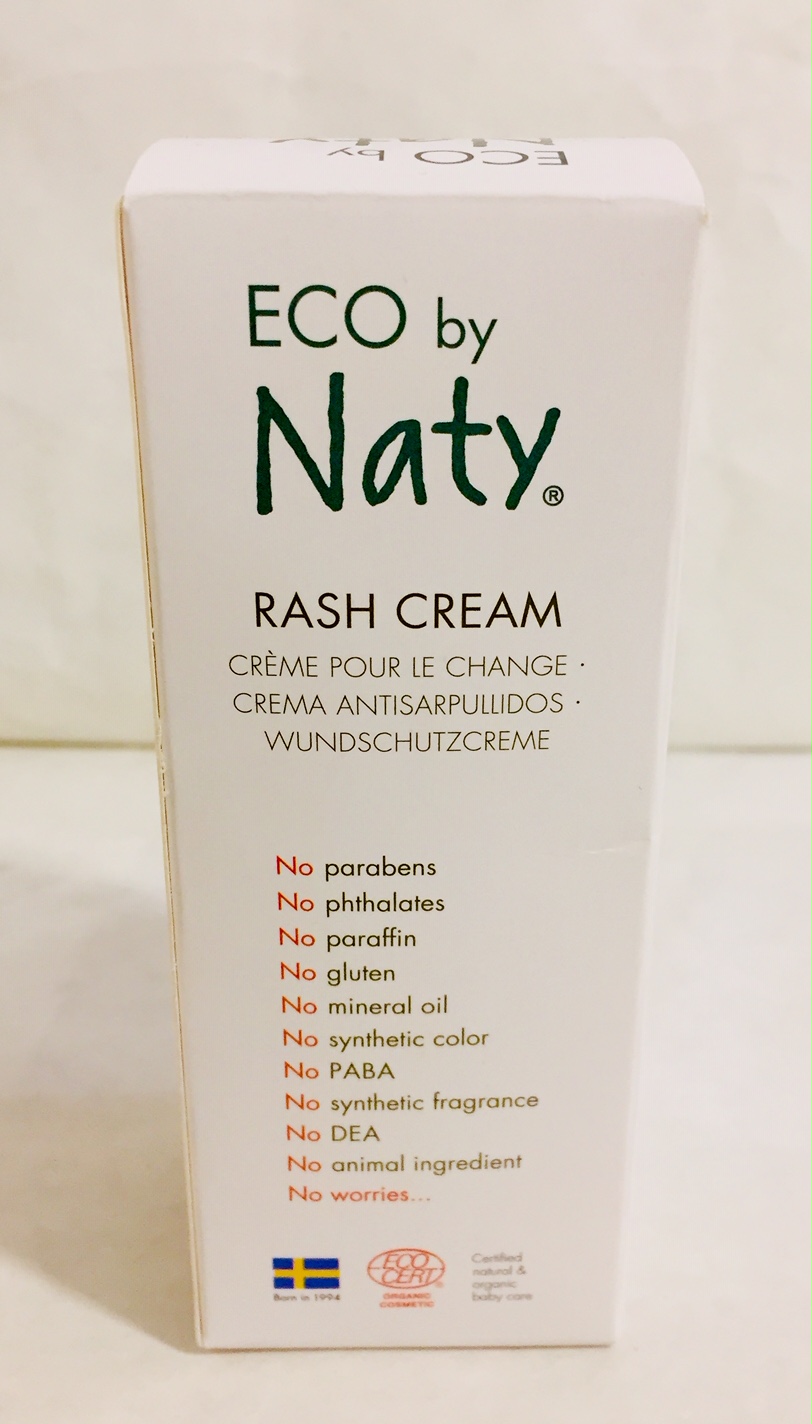 ECO by
Naty
ECO by
Naty®
RASH CREAM
CRÈME POUR LE CHANGE ·
CREMA ANTISARPULLIDOS ·
WUNDSCHUTZCREME
No parabens
No phthalates
No paraffin
No gluten
No mineral oil
No synthetic color
No PABA
No synthetic fragrance
No DEA
No animal ingredient
No worries...
Born in 1994
ECO
CERT®
ORGANIC
COSMETIC
Certified
natural &
organic
baby care